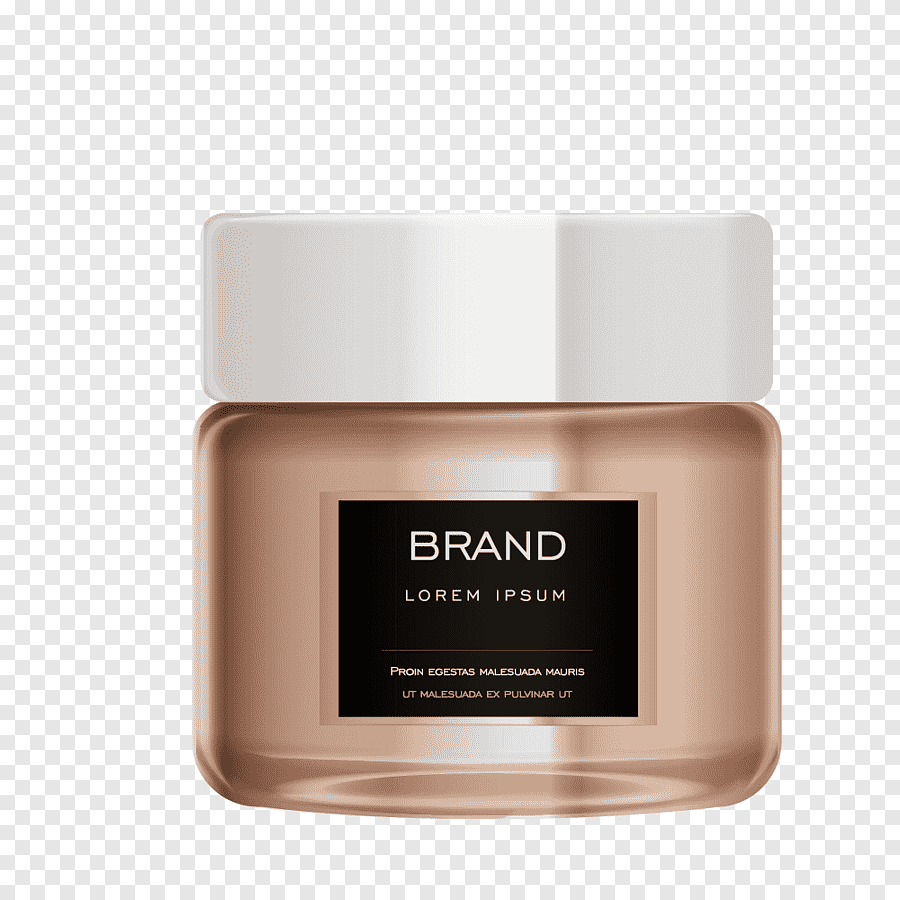 BRAND
LOREM IPSUM
PROIN EGESTAS MALESUADA MAURIS
UT MALESUADA EX PULVINAR UT